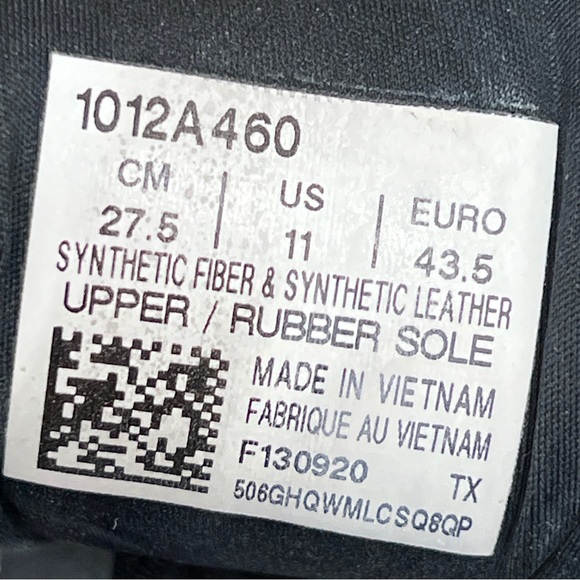 1012A460
CM | US | EURO
27.5 | 11 | 43.5
SYNTHETIC FIBER & SYNTHETIC LEATHER
UPPER / RUBBER SOLE
MADE IN VIETNAM
FABRIQUE AU VIETNAM
F130920 TX
506GHQWMLCSQ8QP